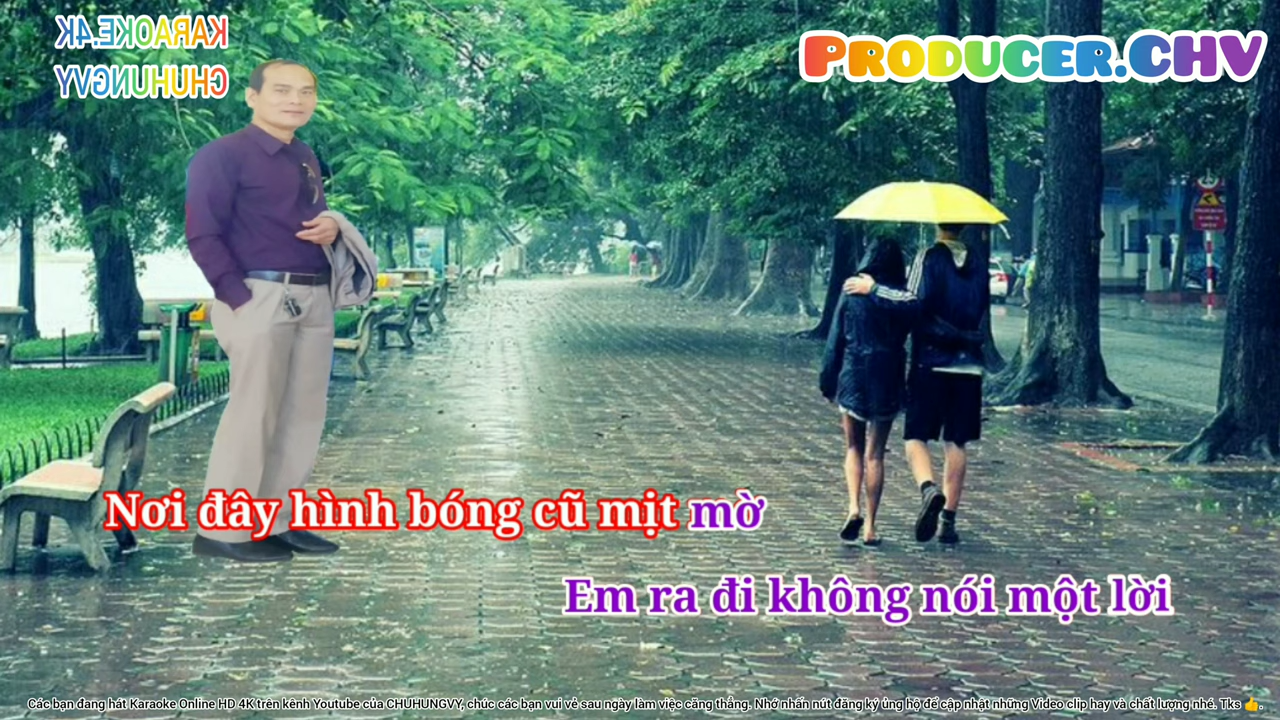 KARAOKE.4K
CHUHUNGVY
PRODUCER.CHV
Nơi đây hình bóng cũ mịt mờ
Em ra đi không nói một lời
Các bạn đang hát Karaoke Online HD 4K trên kênh Youtube của CHUHUNGVY, chúc các bạn vui vẻ sau ngày làm việc căng thẳng. Nhớ nhấn nút đăng ký ủng hộ để cập nhật những Video clip hay và chất lượng nhé. Tks 👍.